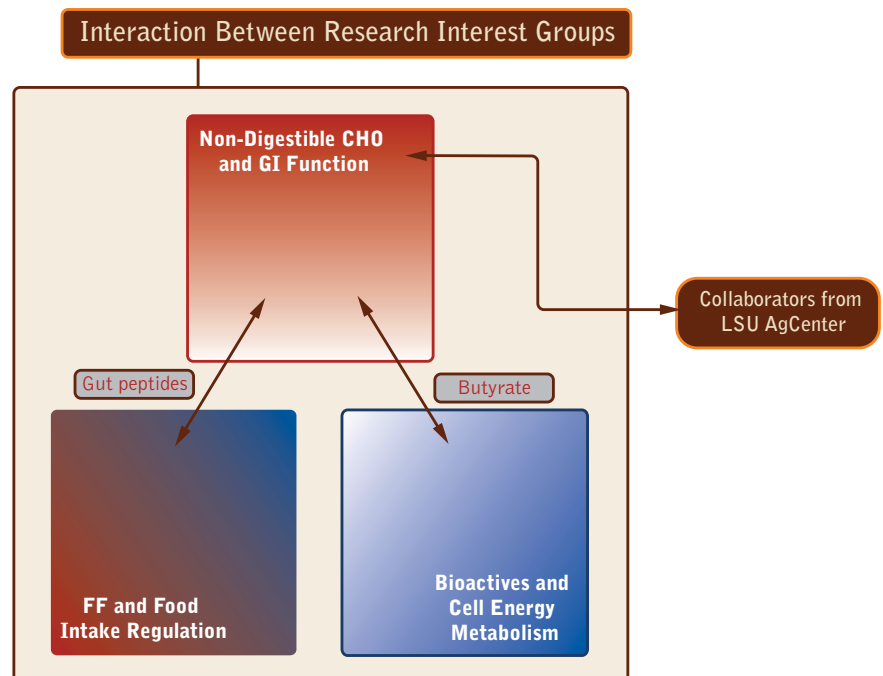 Interaction Between Research Interest Groups
Non-Digestible CHO
and GI Function
Collaborators from
LSU AgCenter
Gut peptides
Butyrate
FF and Food
Intake Regulation
Bioactives and
Cell Energy
Metabolism